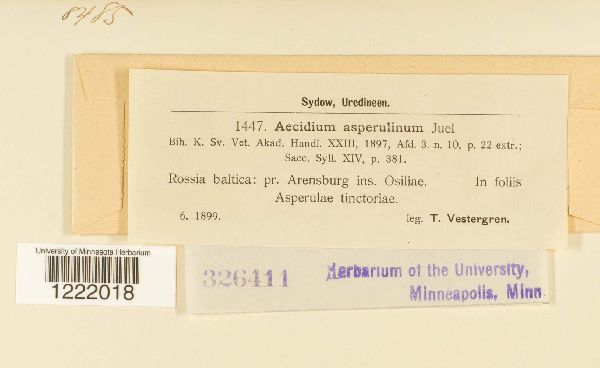 8485
Sydow, Uredineen.
1447. Aecidium asperulinum Juel
Bih. K. Sv. Vet. Akad. Handl. XXIII, 1897, Afd. 3. n. 10, p. 22 extr.;
Sacc. Syll. XIV, p. 381.
Rossia baltica: pr. Arensburg ins. Osiliae. In foliis
Asperulae tinctoriae.
6. 1899. leg. T. Vestergren.
University of Minnesota Herbarium
1222018
326411 Herbarium of the University,
Minneapolis, Minn.